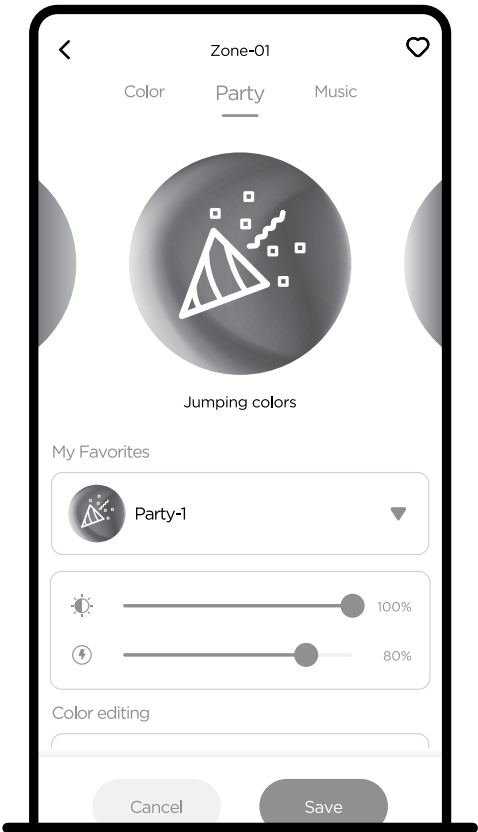 Zone-01
Color Party Music
Jumping colors
My Favorites
Party-1
100%
80%
Color editing
Cancel Save